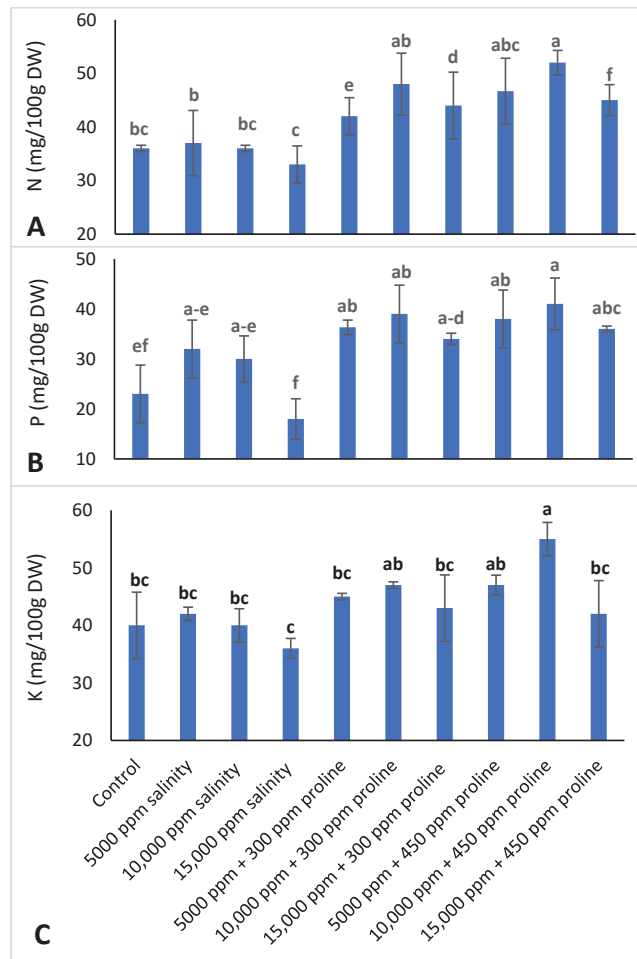 60
50
40
30
20
N (mg/100g DW)
bc
b
bc
c
e
ab
d
abc
a
f
A
50
40
30
20
10
P (mg/100g DW)
ef
a-e
a-e
f
ab
ab
a-d
ab
a
abc
B
60
50
40
30
20
K (mg/100g DW)
bc
bc
bc
c
bc
ab
bc
ab
a
bc
Control
5000 ppm salinity
10,000 ppm salinity
15,000 ppm salinity
5000 ppm + 300 ppm proline
10,000 ppm + 300 ppm proline
15,000 ppm + 300 ppm proline
5000 ppm + 450 ppm proline
10,000 ppm + 450 ppm proline
15,000 ppm + 450 ppm proline
C